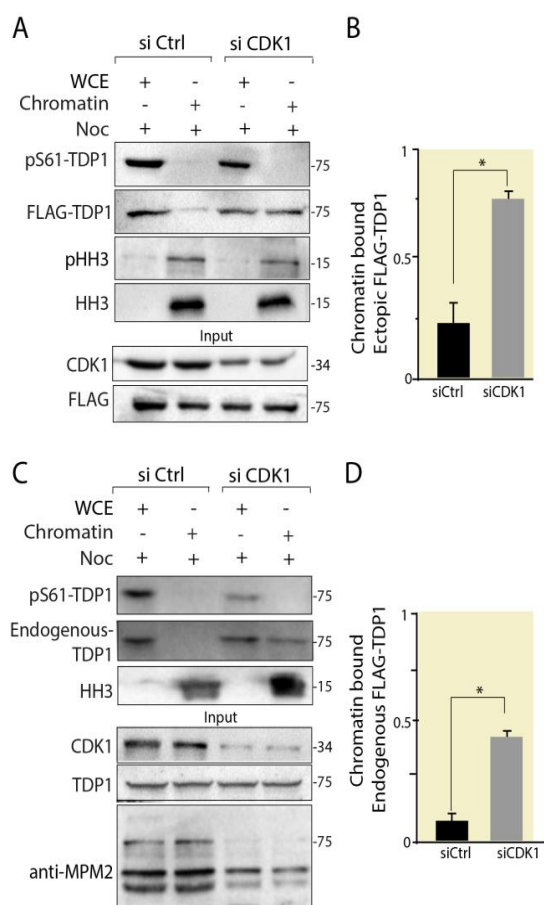 A
si Ctrl si CDK1
WCE + - + -
Chromatin - + - +
Noc + + + +
pS61-TDP1 -75
FLAG-TDP1 -75
pHH3 -15
HH3 -15
Input
CDK1 -34
FLAG -75
B
1
0.5
0
Chromatin bound
Ectopic FLAG-TDP1
*
siCtrl siCDK1
C
si Ctrl si CDK1
WCE + - + -
Chromatin - + - +
Noc + + + +
pS61-TDP1 -75
Endogenous-
TDP1 -75
HH3 -15
Input
CDK1 -34
TDP1 -75
-75
anti-MPM2
D
1
0.5
0
Chromatin bound
Endogenous FLAG-TDP1
*
siCtrl siCDK1